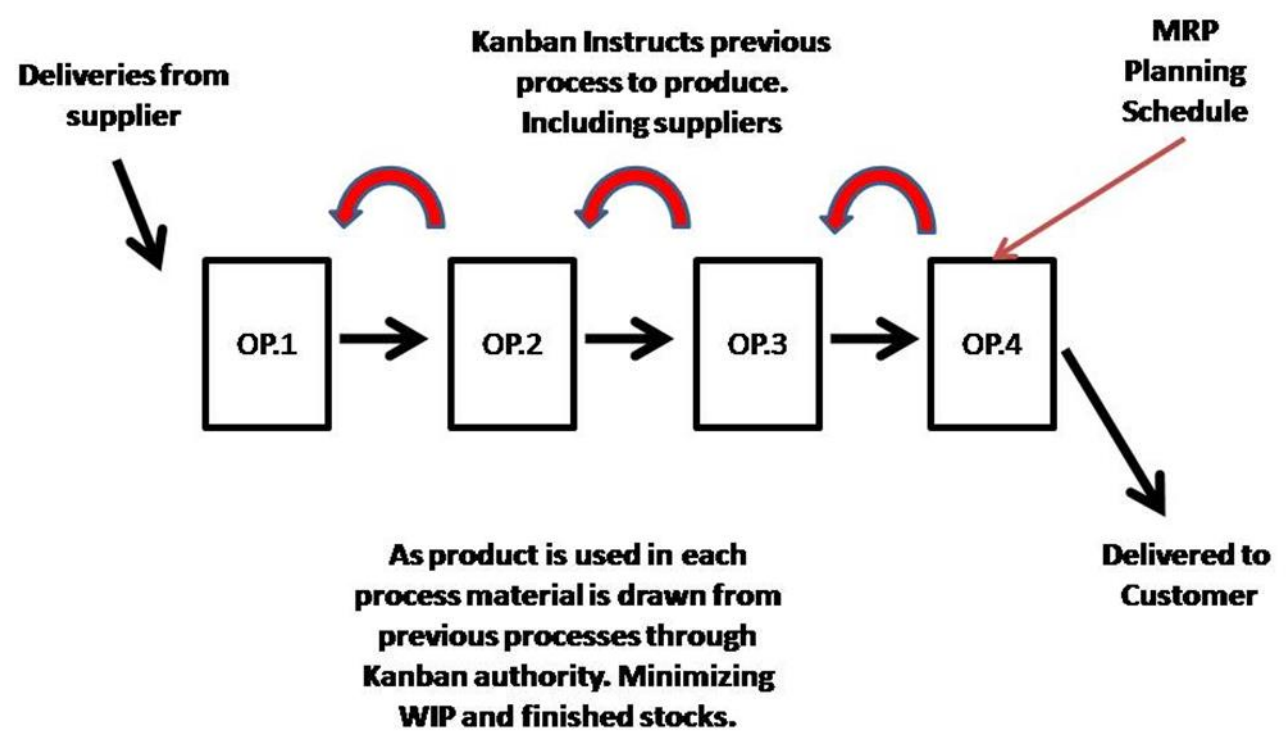 Deliveries from
supplier
Kanban Instructs previous
process to produce.
Including suppliers
MRP
Planning
Schedule
OP.1
OP.2
OP.3
OP.4
As product is used in each
process material is drawn from
previous processes through
Kanban authority. Minimizing
WIP and finished stocks.
Delivered to
Customer